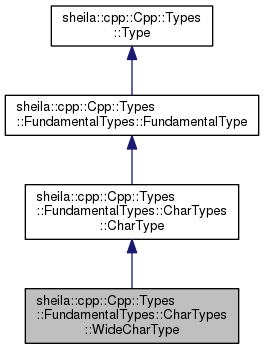 sheila::cpp::Cpp::Types
::Type
sheila::cpp::Cpp::Types
::FundamentalTypes::FundamentalType
sheila::cpp::Cpp::Types
::FundamentalTypes::CharTypes
::CharType
sheila::cpp::Cpp::Types
::FundamentalTypes::CharTypes
::WideCharType